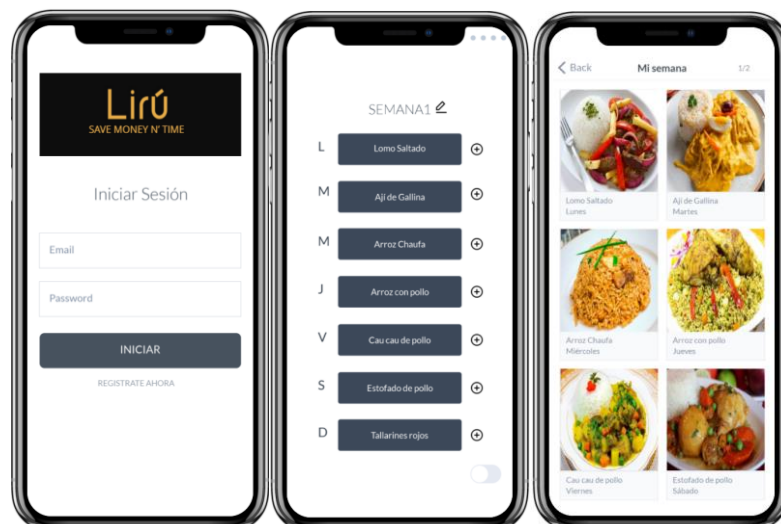 Lirú
SAVE MONEY N' TIME
Iniciar Sesión
Email
Password
INICIAR
REGISTRATE AHORA
SEMANA1
L Lomo Saltado
M Ají de Gallina
M Arroz Chaufa
J Arroz con pollo
V Cau cau de pollo
S Estofado de pollo
D Tallarines rojos
Back Mi semana 1/2
Lomo Saltado
Lunes
Ají de Gallina
Martes
Arroz Chaufa
Miércoles
Arroz con pollo
Jueves
Cau cau de pollo
Viernes
Estofado de pollo
Sábado